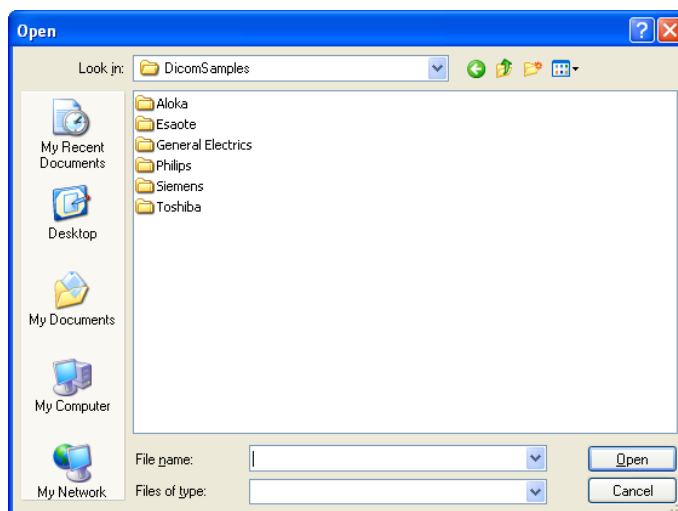 Open
Look in:
DicomSamples
My Recent
Documents
Desktop
My Documents
My Computer
My Network
Aloka
Esaote
General Electrics
Philips
Siemens
Toshiba
File name:
Open
Files of type:
Cancel